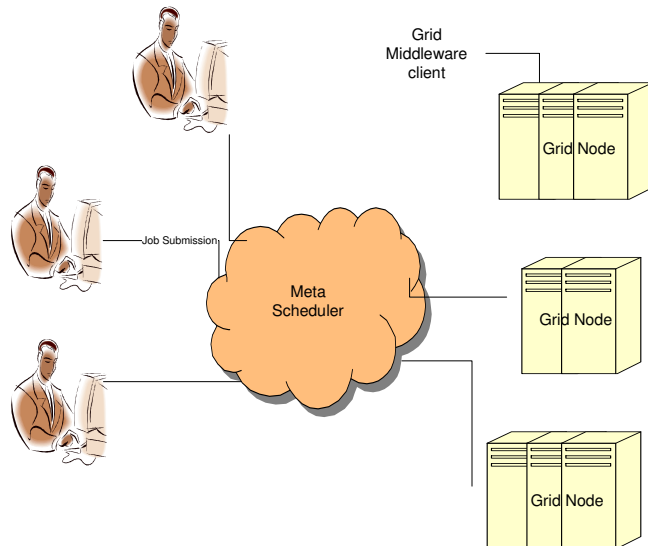 Grid
Middleware
client
Grid Node
Job Submission
Meta
Scheduler
Grid Node
Grid Node